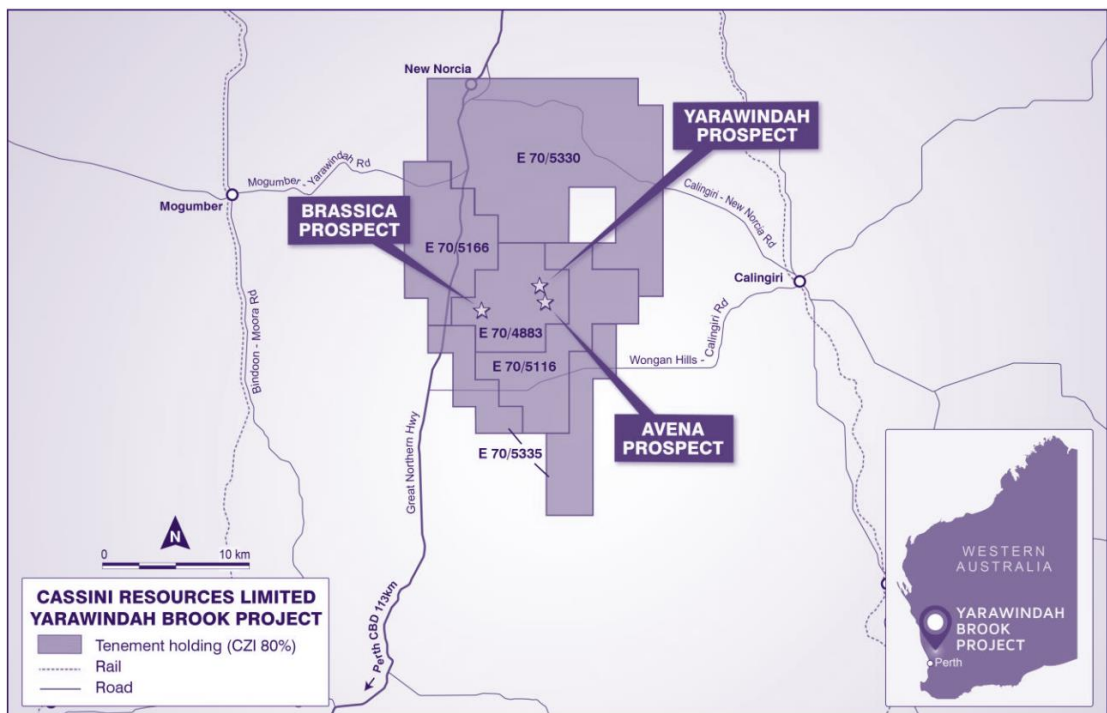 New Norcia
YARAWINDAH
PROSPECT
E 70/5330
Mogumber - Yarawindah Rd
Mogumber
Calingiri - New Norcia Rd
BRASSICA
PROSPECT
E 70/5166
Calingiri
E 70/4883
Bindoon - Moora Rd
E 70/5116
Wongan Hills - Calingiri Rd
Great Northern Hwy
AVENA
PROSPECT
E 70/5335
N
0 10 km
Perth CBD 113km
CASSINI RESOURCES LIMITED
YARAWINDAH BROOK PROJECT
Tenement holding (CZI 80%)
Rail
Road
WESTERN
AUSTRALIA
YARAWINDAH
BROOK
PROJECT
Perth